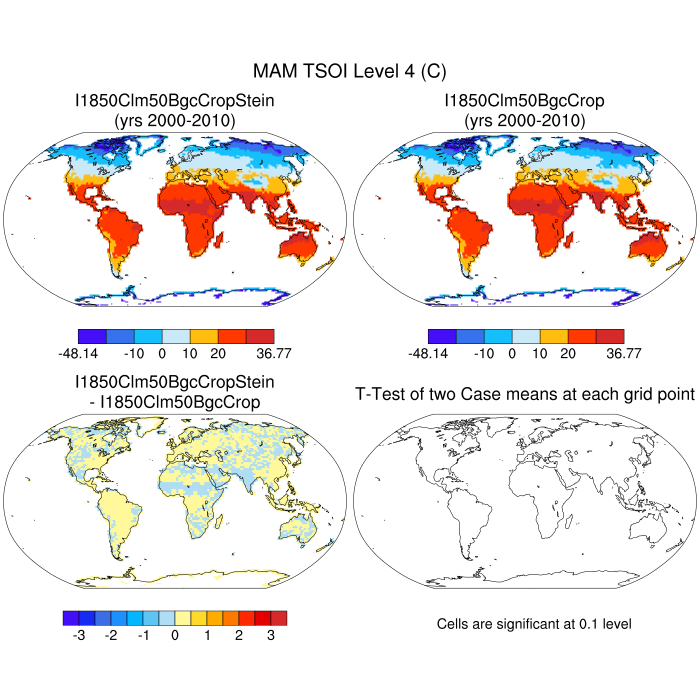 MAM TSOI Level 4 (C)
I1850Clm50BgcCropStein
(yrs 2000-2010)
I1850Clm50BgcCrop
(yrs 2000-2010)
-48.14 -10 0 10 20 36.77
-48.14 -10 0 10 20 36.77
I1850Clm50BgcCropStein
- I1850Clm50BgcCrop
T-Test of two Case means at each grid point
-3 -2 -1 0 1 2 3
Cells are significant at 0.1 level